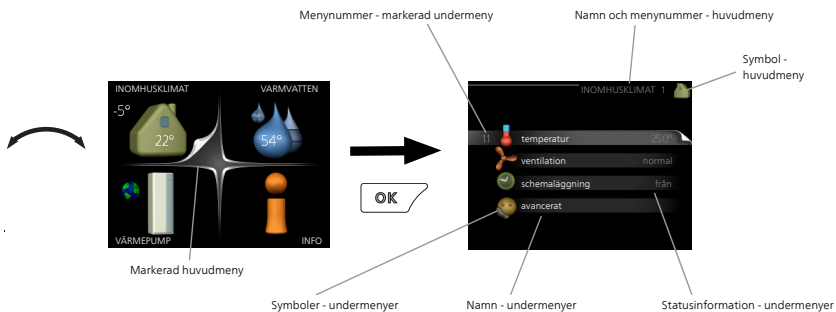 Menynummer - markerad undermeny
Namn och menynummer - huvudmeny
Symbol -
huvudmeny
INOMHUSKLIMAT
VARMVATTEN
-5°
22°
54°
VÄRMEPUMP
INFO
Markerad huvudmeny
OK
INOMHUSKLIMAT 1
1.1
temperatur
25.0°
ventilation
normal
schemaläggning
från
avancerat
Symboler - undermenyer
Namn - undermenyer
Statusinformation - undermenyer